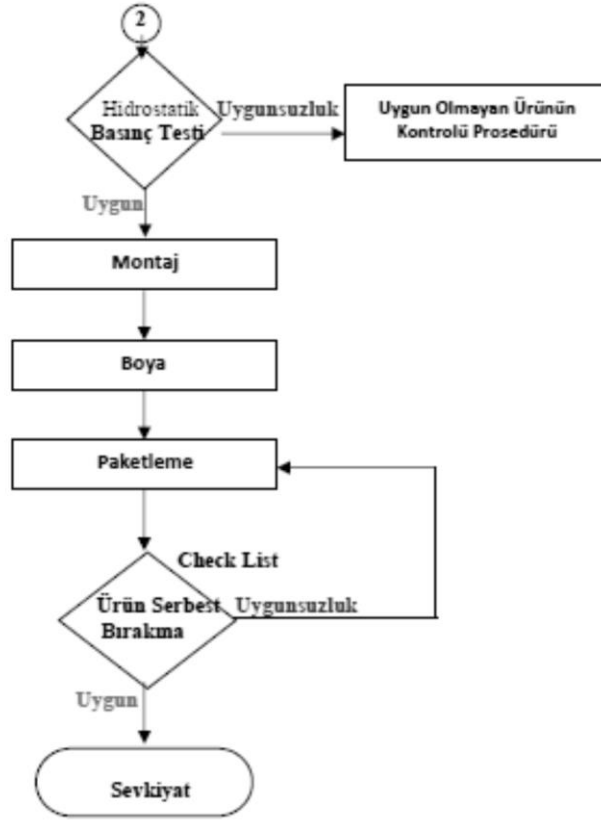 2
Hidrostatik
Basınç Testi
Uygunsuzluk
Uygun Olmayan Ürünün
Kontrolü Prosedürü
Uygun
Montaj
Boya
Paketleme
Check List
Ürün Serbest
Bırakma
Uygunsuzluk
Uygun
Sevkiyat